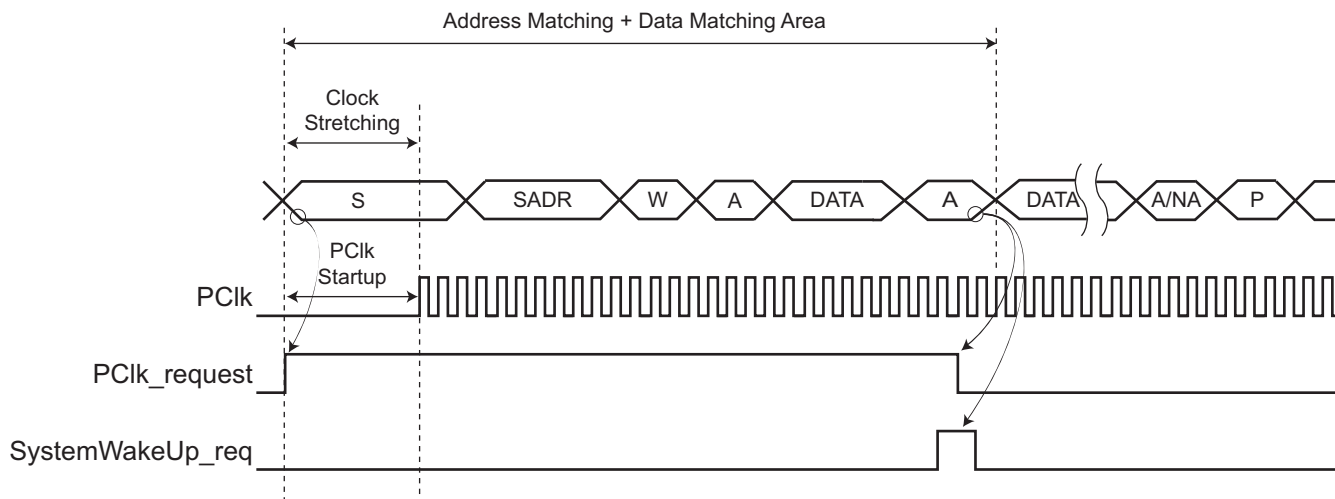 Address Matching + Data Matching Area
Clock
Stretching
S SADR W A DATA A DATA A/NA P
PClk
Startup
PClk
PClk_request
SystemWakeUp_req